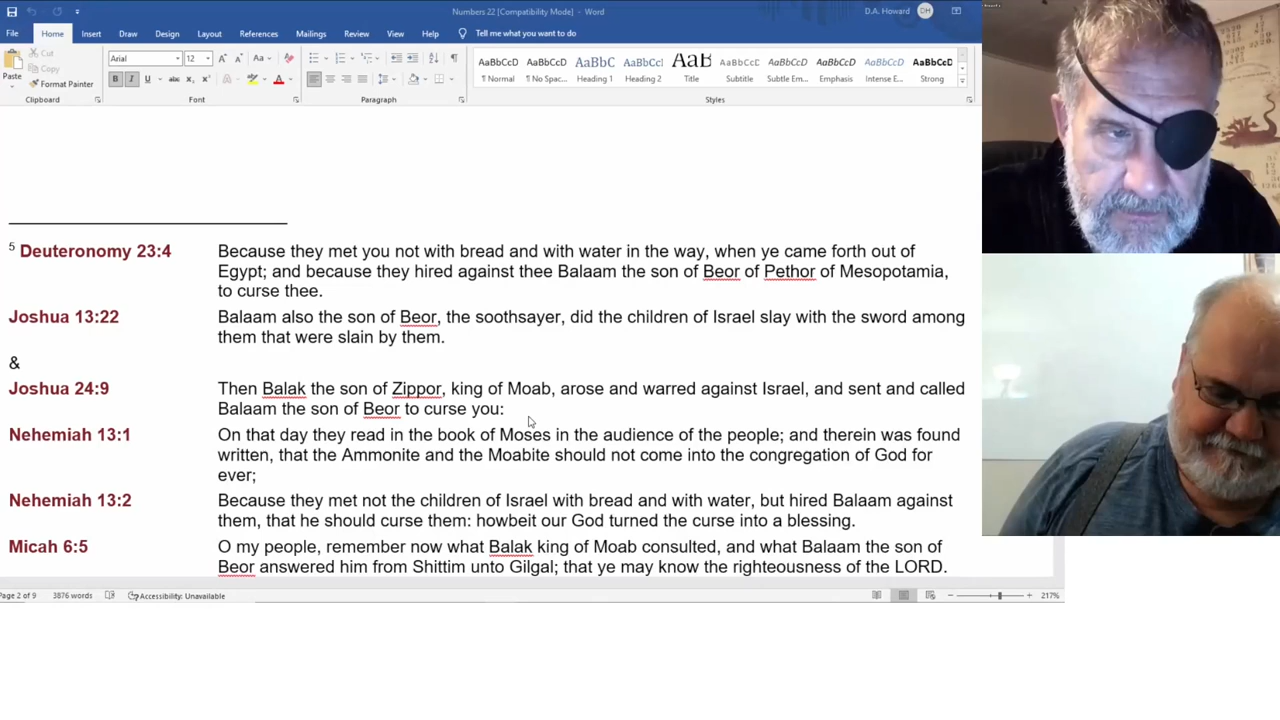 Numbers 22 [Compatibility Mode] - Word
D.A. Howard
DH
File Home Insert Draw Design Layout References Mailings Review View Help Tell me what you want to do
Cut
Copy
Paste
Format Painter
Arial 12
AaBbCcD AaBbCcD AaBbC AaBbCcl AaB AaBbCcD AaBbCcD AaBbCcD AaBbCcD AaBbCcD
¶ Normal ¶ No Spac... Heading 1 Heading 2 Title Subtitle Subtle Em... Emphasis Intense E... Strong
Clipboard Font Paragraph Styles
5 Deuteronomy 23:4 Because they met you not with bread and with water in the way, when ye came forth out of
Egypt; and because they hired against thee Balaam the son of Beor of Pethor of Mesopotamia,
to curse thee.
Joshua 13:22 Balaam also the son of Beor, the soothsayer, did the children of Israel slay with the sword among
them that were slain by them.
&
Joshua 24:9 Then Balak the son of Zippor, king of Moab, arose and warred against Israel, and sent and called
Balaam the son of Beor to curse you:
Nehemiah 13:1 On that day they read in the book of Moses in the audience of the people; and therein was found
written, that the Ammonite and the Moabite should not come into the congregation of God for
ever;
Nehemiah 13:2 Because they met not the children of Israel with bread and with water, but hired Balaam against
them, that he should curse them: howbeit our God turned the curse into a blessing.
Micah 6:5 O my people, remember now what Balak king of Moab consulted, and what Balaam the son of
Beor answered him from Shittim unto Gilgal; that ye may know the righteousness of the LORD.
Page 2 of 9 3876 words Accessibility: Unavailable 217%